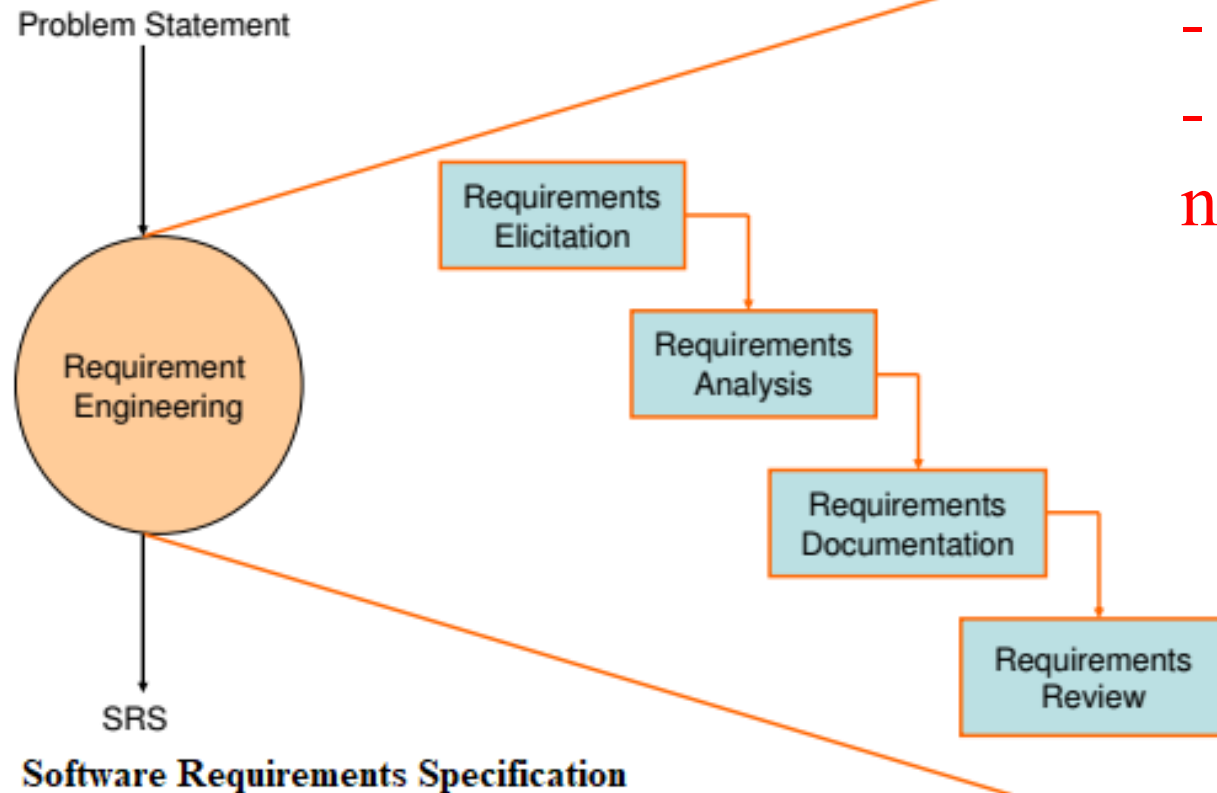 Problem Statement
-
-
n
Requirements
Elicitation
Requirements
Analysis
Requirement
Engineering
Requirements
Documentation
Requirements
Review
SRS
Software Requirements Specification